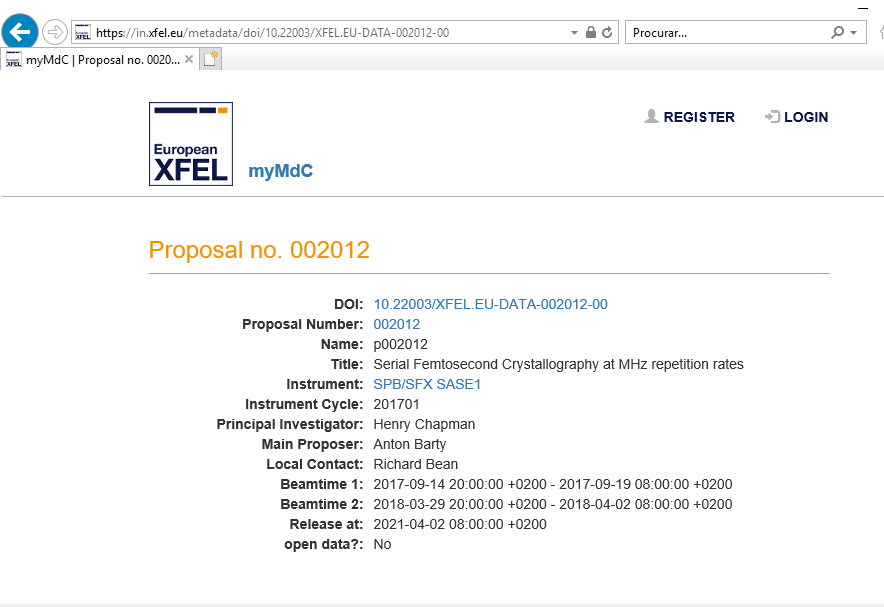 https://in.xfel.eu/metadata/doi/10.22003/XFEL.EU-DATA-002012-00
Procurar...
myMdC | Proposal no. 0020...
European
XFEL
myMdC
REGISTER
LOGIN
Proposal no. 002012
DOI: 10.22003/XFEL.EU-DATA-002012-00
Proposal Number: 002012
Name: p002012
Title: Serial Femtosecond Crystallography at MHz repetition rates
Instrument: SPB/SFX SASE1
Instrument Cycle: 201701
Principal Investigator: Henry Chapman
Main Proposer: Anton Barty
Local Contact: Richard Bean
Beamtime 1: 2017-09-14 20:00:00 +0200 - 2017-09-19 08:00:00 +0200
Beamtime 2: 2018-03-29 20:00:00 +0200 - 2018-04-02 08:00:00 +0200
Release at: 2021-04-02 08:00:00 +0200
open data?: No